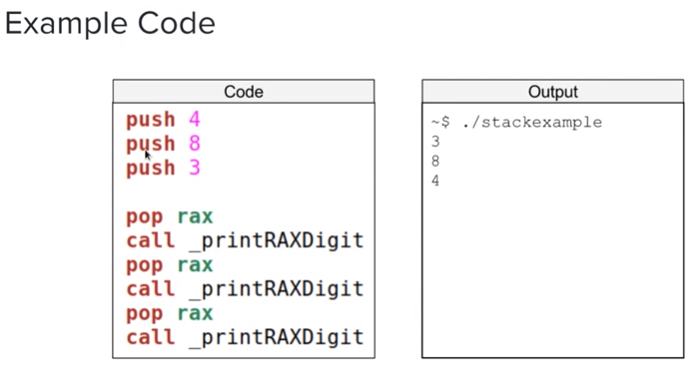 Example Code
Code
push 4
push 8
push 3
pop rax
call _printRAXDigit
pop rax
call _printRAXDigit
pop rax
call _printRAXDigit
Output
~$ ./stackexample
3
8
4